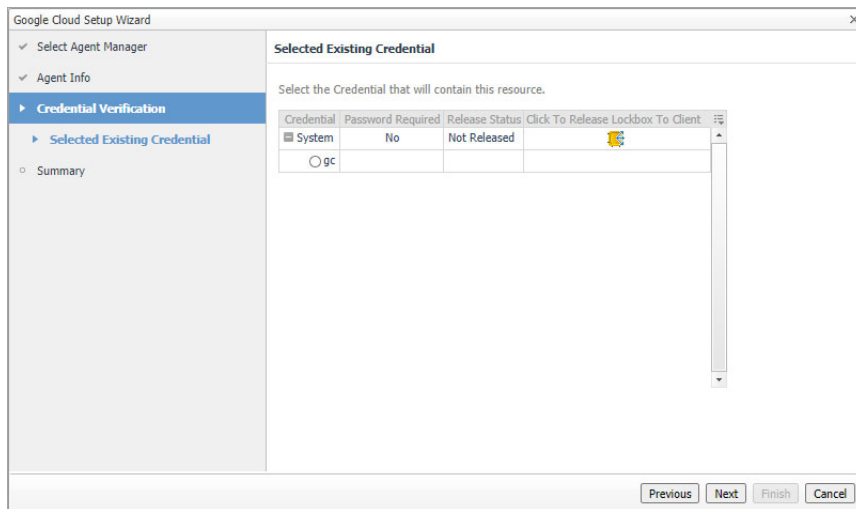 Google Cloud Setup Wizard
Select Agent Manager
Agent Info
Credential Verification
Selected Existing Credential
Summary
Selected Existing Credential
Select the Credential that will contain this resource.
Credential Password Required Release Status Click To Release Lockbox To Client
System No Not Released
gc
Previous Next Finish Cancel